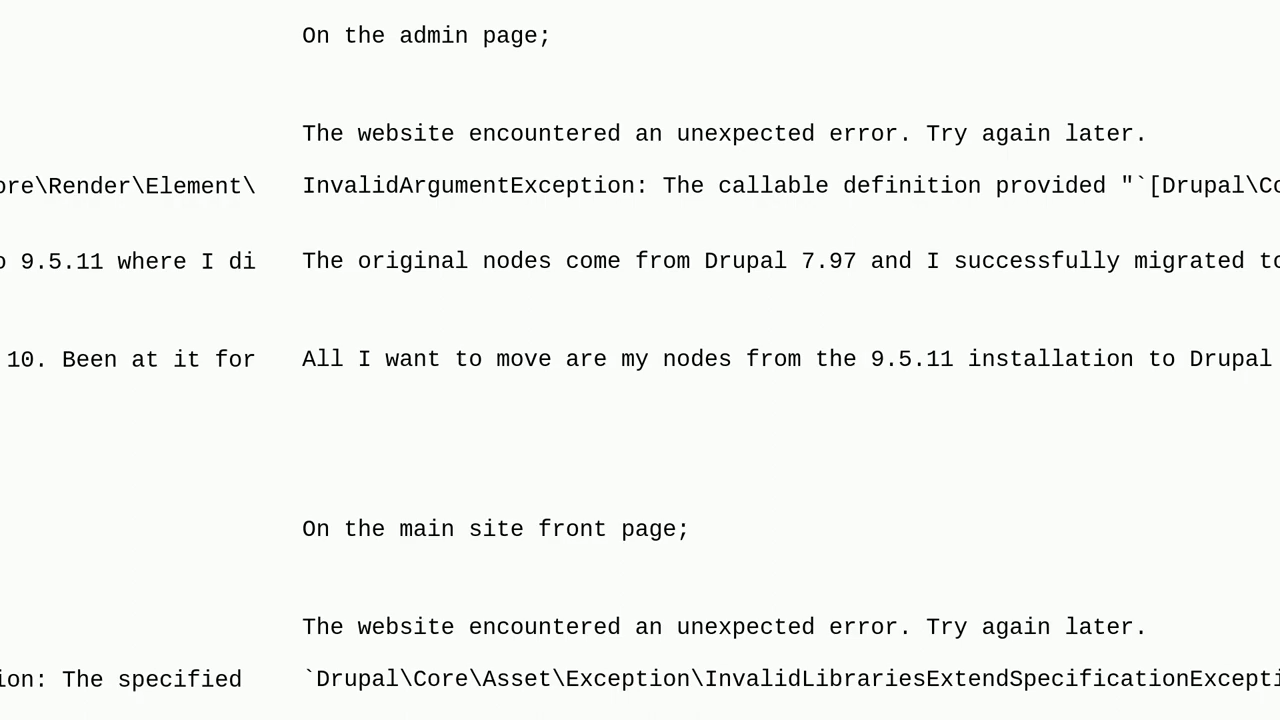 On the admin page;
The website encountered an unexpected error. Try again later.
ore\Render\Element\ InvalidArgumentException: The callable definition provided "`[Drupal\Co
9.5.11 where I di The original nodes come from Drupal 7.97 and I successfully migrated to
10. Been at it for All I want to move are my nodes from the 9.5.11 installation to Drupal
On the main site front page;
The website encountered an unexpected error. Try again later.
ion: The specified `Drupal\Core\Asset\Exception\InvalidLibrariesExtendSpecificationExcepti